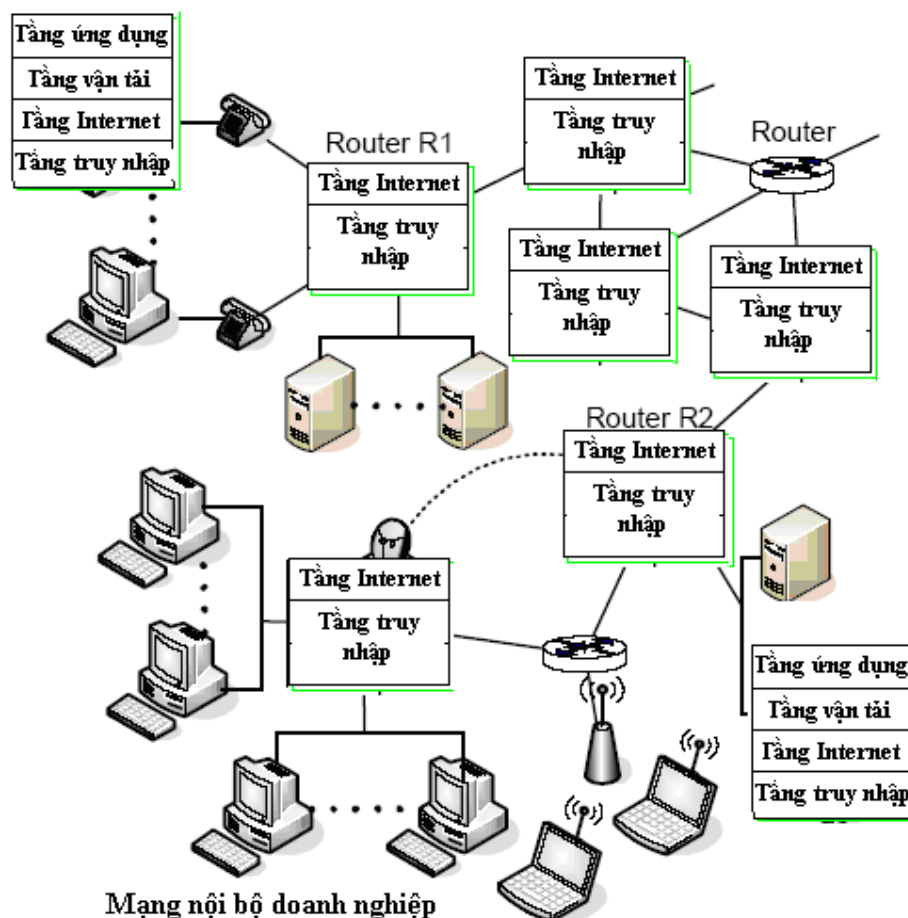 Tầng ứng dụng
Tầng vận tải
Tầng Internet
Tầng truy nhập
Router R1
Tầng Internet
Tầng truy
nhập
Tầng Internet
Tầng truy
nhập
Router
Tầng Internet
Tầng truy
nhập
Tầng Internet
Tầng truy
nhập
Router R2
Tầng Internet
Tầng truy
nhập
Tầng Internet
Tầng truy
nhập
Tầng ứng dụng
Tầng vận tải
Tầng Internet
Tầng truy nhập
Mạng nội bộ doanh nghiệp